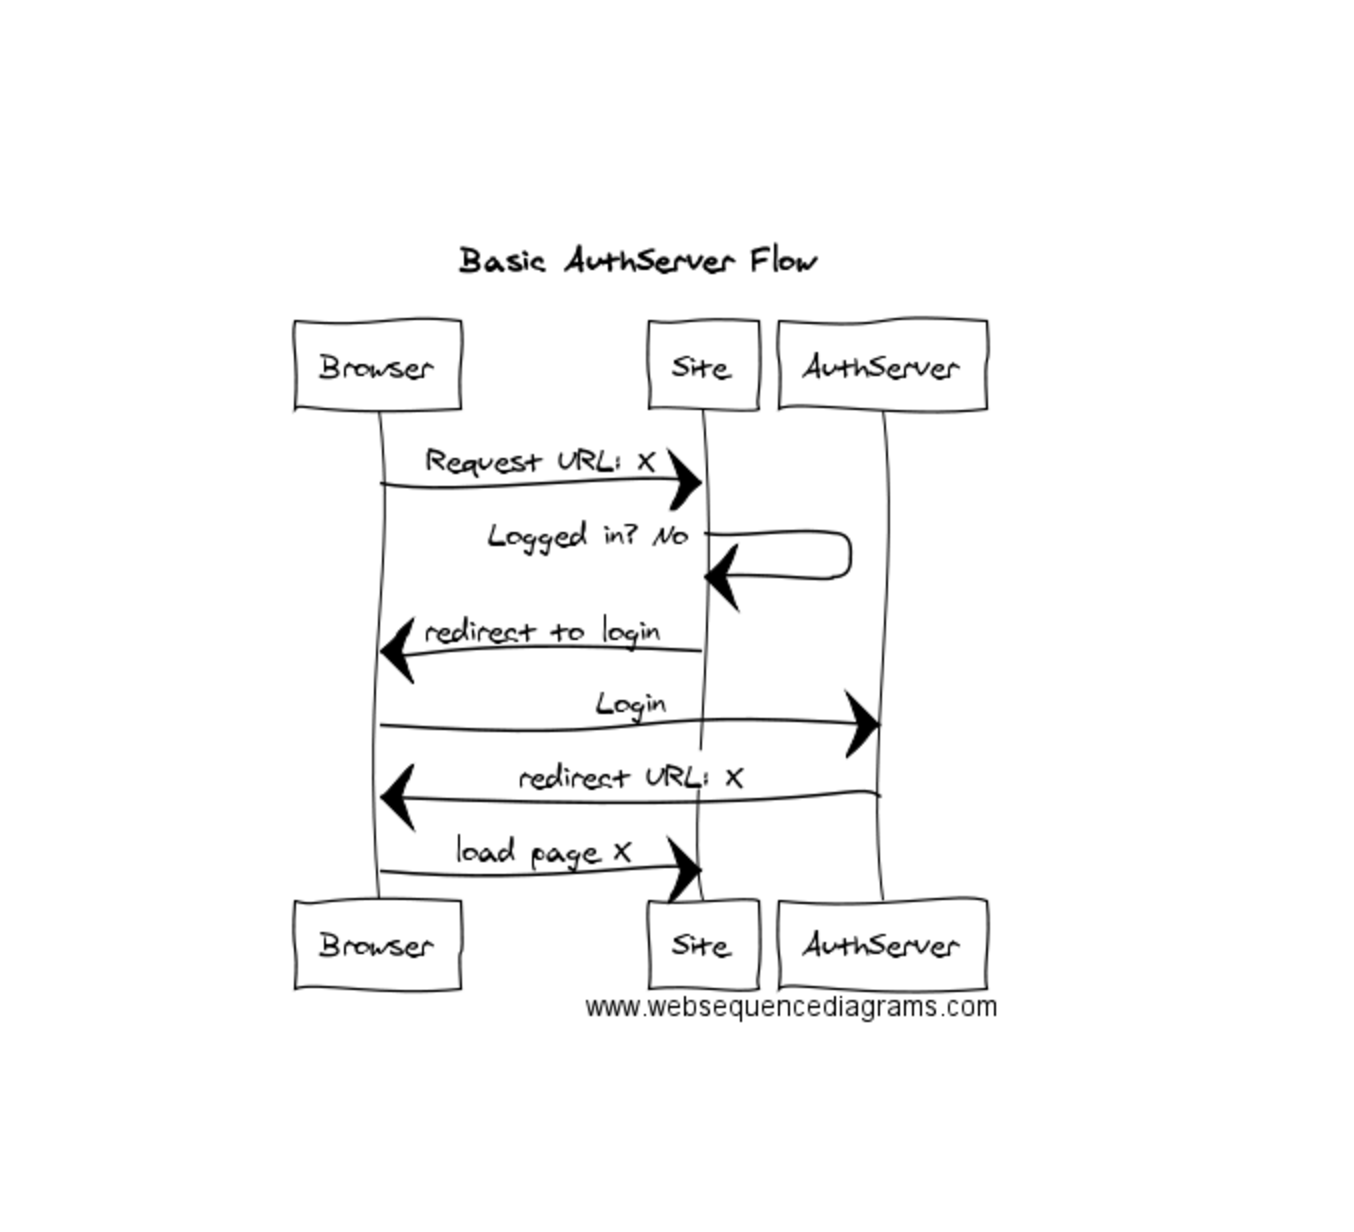 Basic AuthServer Flow
Browser
Site
AuthServer
Request URL: X
Logged in? No
redirect to login
Login
redirect URL: X
load page X
Browser
Site
AuthServer
www.websequencediagrams.com